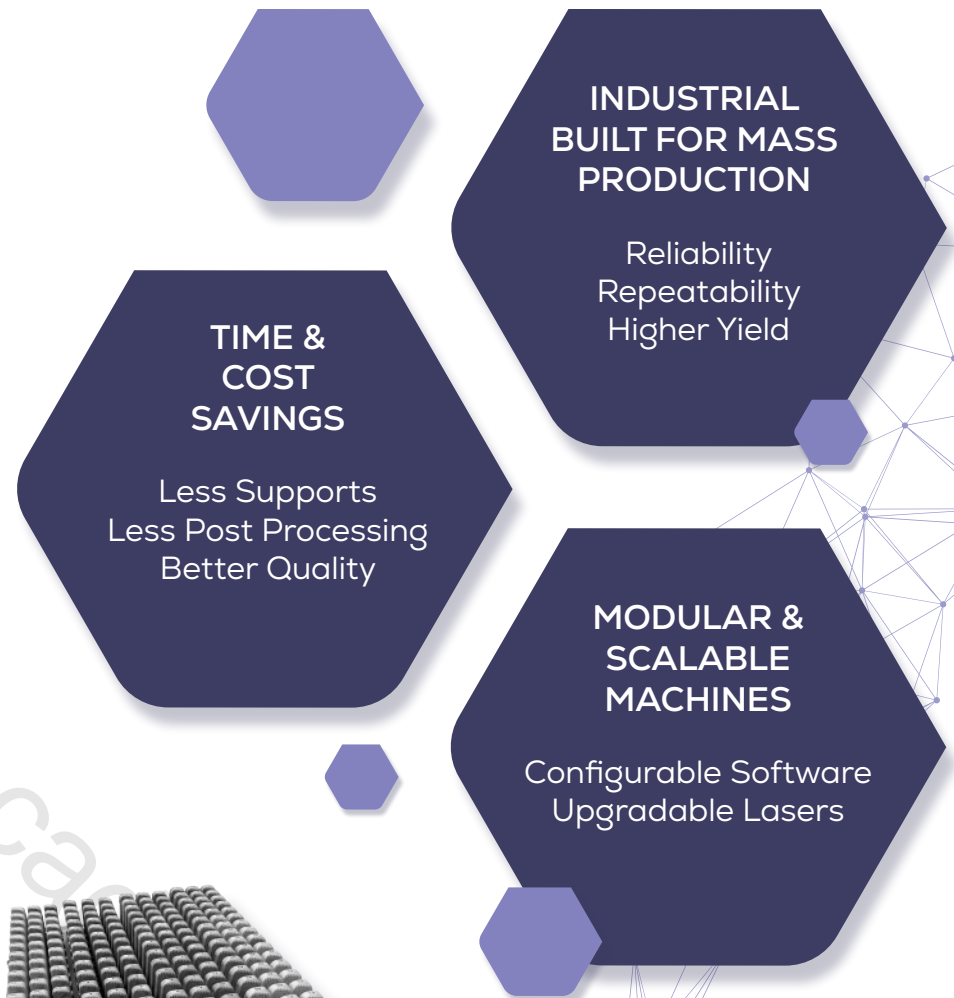 INDUSTRIAL
BUILT FOR MASS
PRODUCTION
Reliability
Repeatability
Higher Yield
TIME &
COST
SAVINGS
Less Supports
Less Post Processing
Better Quality
MODULAR &
SCALABLE
MACHINES
Configurable Software
Upgradable Lasers